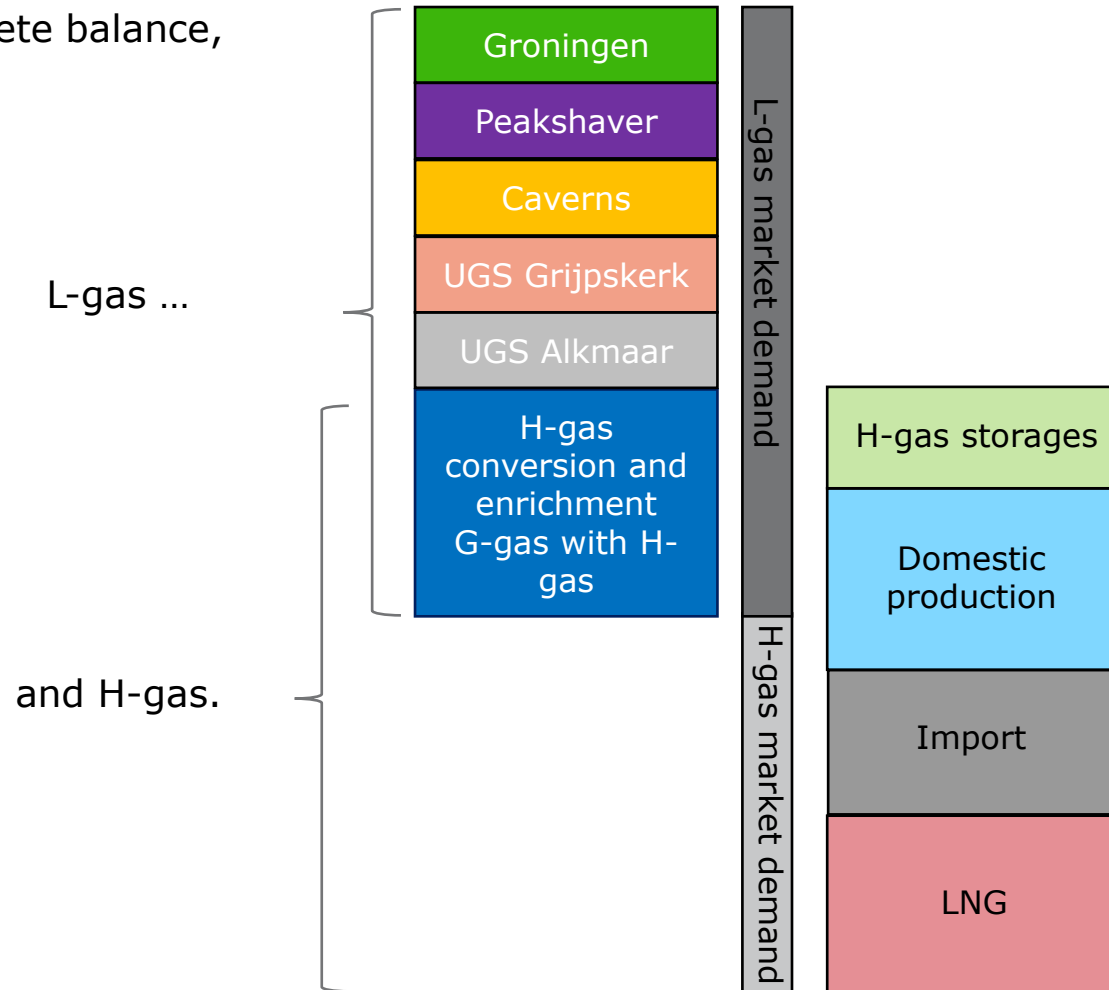 ete balance,
L-gas …
and H-gas.
Groningen
Peakshaver
Caverns
UGS Grijpskerk
UGS Alkmaar
H-gas
conversion and
enrichment
G-gas with H-
gas
L-gas market demand
H-gas market demand
H-gas storages
Domestic
production
Import
LNG